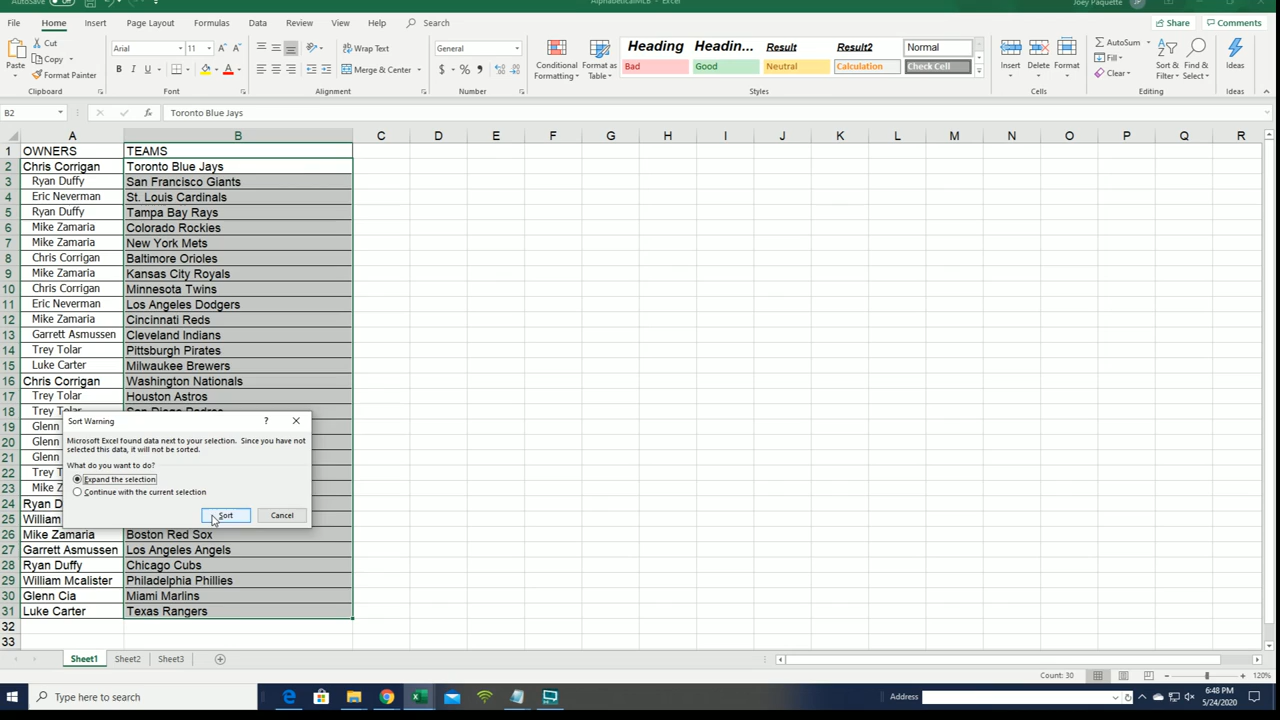 AutoSave Off
AlphabeticalMLB - Excel
Joey Paquette JP
File Home Insert Page Layout Formulas Data Review View Help Search
Share Comments
Paste Cut
Copy
Format Painter
Clipboard
Arial 11
B I U
Font
Wrap Text
Merge & Center
Alignment
General
$ % ,
Number
Conditional Formatting
Format as Table
Heading Headin... Result Result2 Normal
Bad Good Neutral Calculation Check Cell
Styles
Insert Delete Format
Cells
AutoSum
Fill
Clear
Sort & Filter
Find & Select
Editing
Ideas
Ideas
B2 Toronto Blue Jays
A B C D E F G H I J K L M N O P Q R
1 OWNERS TEAMS
2 Chris Corrigan Toronto Blue Jays
3 Ryan Duffy San Francisco Giants
4 Eric Neverman St. Louis Cardinals
5 Ryan Duffy Tampa Bay Rays
6 Mike Zamaria Colorado Rockies
7 Mike Zamaria New York Mets
8 Chris Corrigan Baltimore Orioles
9 Mike Zamaria Kansas City Royals
10 Chris Corrigan Minnesota Twins
11 Eric Neverman Los Angeles Dodgers
12 Mike Zamaria Cincinnati Reds
13 Garrett Asmussen Cleveland Indians
14 Trey Tolar Pittsburgh Pirates
15 Luke Carter Milwaukee Brewers
16 Chris Corrigan Washington Nationals
17 Trey Tolar Houston Astros
18 Trey Tolar San Diego Padres
19 Glenn
20 Glenn
21 Glenn
22 Trey T
23 Mike Z
24 Ryan D
25 William
26 Mike Zamaria Boston Red Sox
27 Garrett Asmussen Los Angeles Angels
28 Ryan Duffy Chicago Cubs
29 William Mcalister Philadelphia Phillies
30 Glenn Cia Miami Marlins
31 Luke Carter Texas Rangers
32
33
Sort Warning ?
Microsoft Excel found data next to your selection. Since you have not
selected this data, it will not be sorted.
What do you want to do?
Expand the selection
Continue with the current selection
Sort Cancel
Sheet1 Sheet2 Sheet3
Count: 30 120%
Type here to search
Address
6:48 PM
5/24/2020